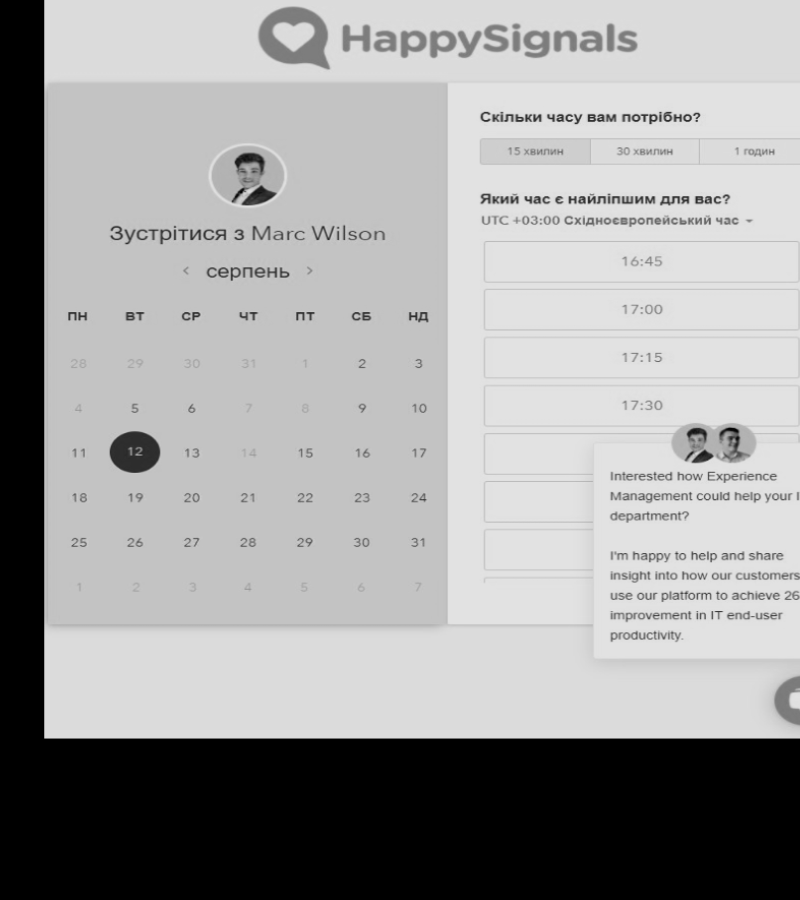 HappySignals
Зустрітися з Marc Wilson
‹ серпень ›
ПН ВТ СР ЧТ ПТ СБ НД
28 29 30 31 1 2 3
4 5 6 7 8 9 10
11 12 13 14 15 16 17
18 19 20 21 22 23 24
25 26 27 28 29 30 31
1 2 3 4 5 6 7
Скільки часу вам потрібно?
15 хвилин 30 хвилин 1 годин
Який час є найліпшим для вас?
UTC +03:00 Східноєвропейський час
16:45
17:00
17:15
17:30
Interested how Experience
Management could help your
department?
I'm happy to help and share
insight into how our customers
use our platform to achieve 26
improvement in IT end-user
productivity.